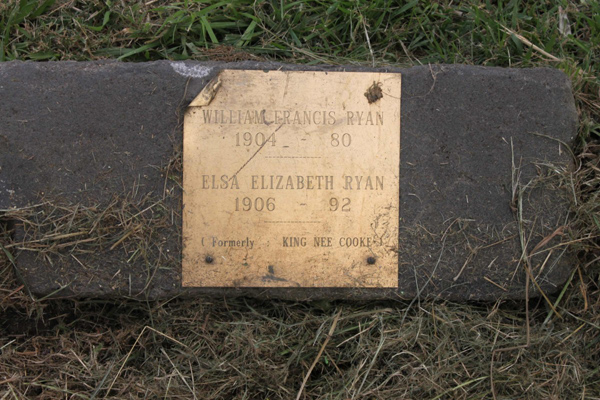 WILLIAM FRANCIS RYAN
1904 - 80
ELSA ELIZABETH RYAN
1906 - 92
( Formerly : KING NEE COOKE )